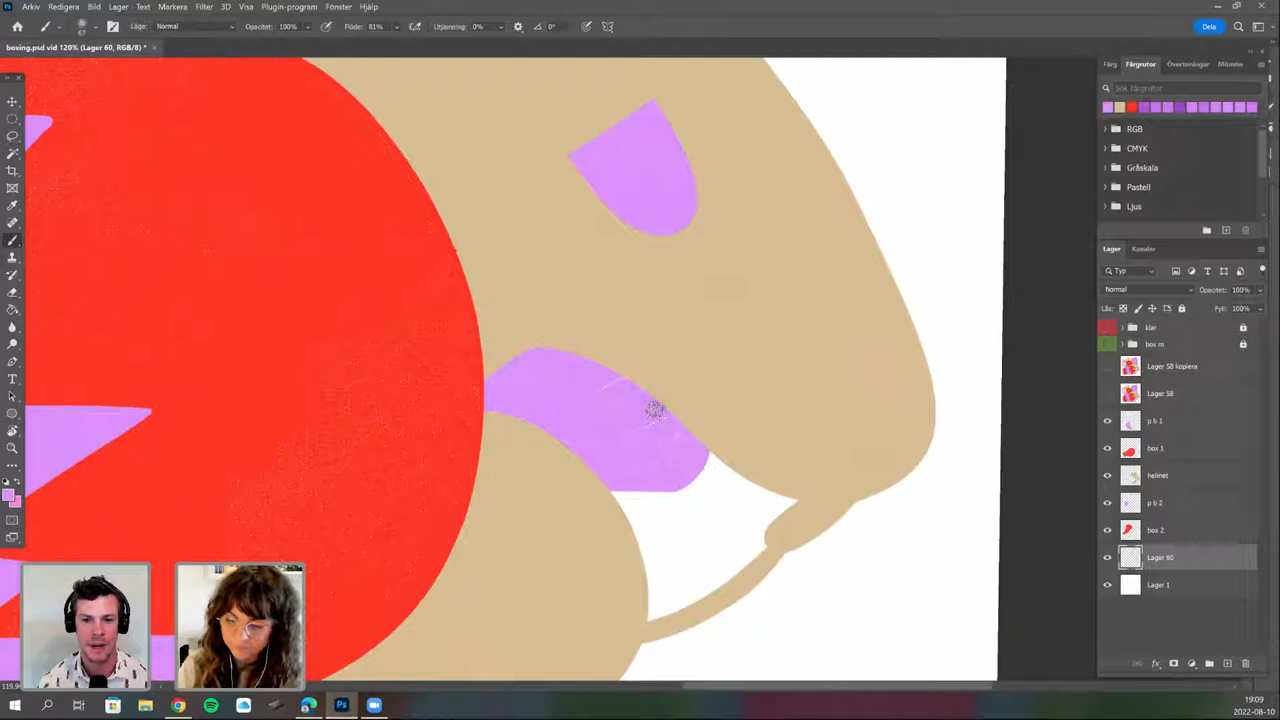 Arkiv Redigera Bild Lager Text Markera Filter 3D Visa Plugin-program Fönster Hjälp
67 Läge: Normal Opacitet: 100% Flöde: 81% Utjämning: 0% 0° Dela
boxing.psd vid 120% (Lager 60, RGB/8) *
Färg Färgrutor Övertoningar Mönster
Sök färgrutor
RGB
CMYK
Gråskala
Pastell
Ljus
Lager Kanaler
Typ
Normal Opacitet: 100%
Lås: Fyll: 100%
klar
box m
Lager 58 kopiera
Lager 58
p b 1
box 1
helmet
p b 2
box 2
Lager 60
Lager 1
fx
19:09
2022-08-10